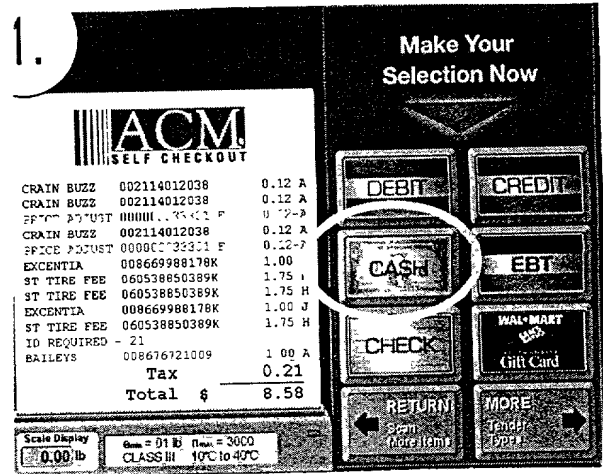 1.
Make Your
Selection Now
ACM
SELF CHECKOUT
CRAIN BUZZ 002114012038 0.12 A
CRAIN BUZZ 002114012038 0.12 A
CRAIN BUZZ 002114012038 0.12 A
EXCENTIA 008669988178K 1.00
ST TIRE FEE 060538850389K 1.75
ST TIRE FEE 060538850389K 1.75 H
EXCENTIA 008669988178K 1.00 J
ST TIRE FEE 060538850389K 1.75 H
ID REQUIRED - 21
BAILEYS 008676721009 1 00 A
Tax 0.21
Total $ 8.58
DEBIT
CREDIT
CASH
EBT
CHECK
WAL•MART
Gift Card
RETURN
Scan
More Items
MORE
Tender
Types
Scale Display
0.00 lb
= 01 lb = 3000
CLASS III 10°C to 40°C